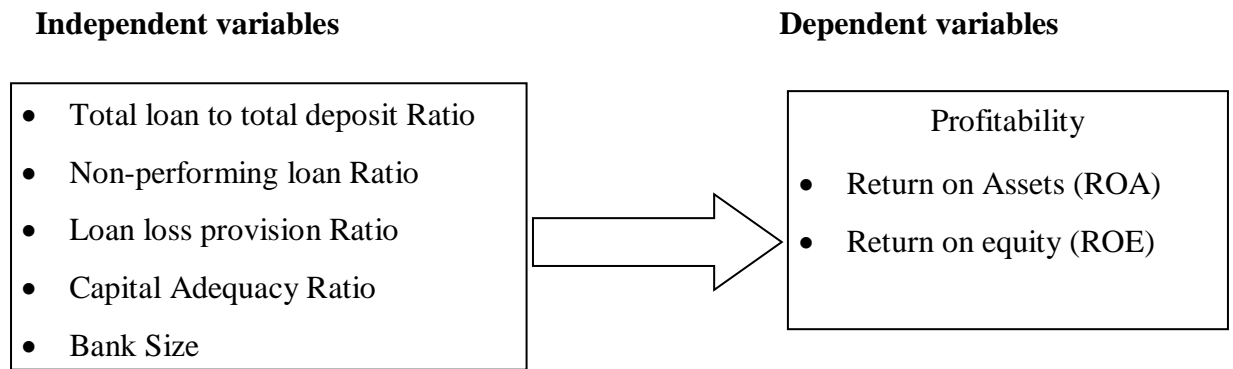 Independent variables
Dependent variables
• Total loan to total deposit Ratio
• Non-performing loan Ratio
• Loan loss provision Ratio
• Capital Adequacy Ratio
• Bank Size
Profitability
• Return on Assets (ROA)
• Return on equity (ROE)